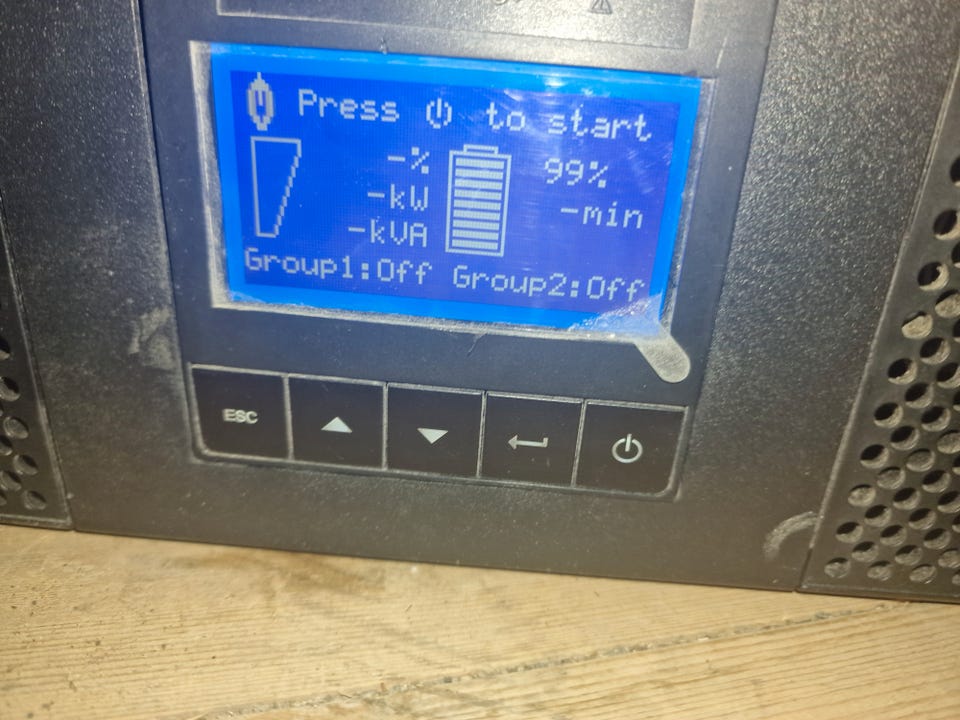 Press ⏻ to start
-% 99%
-kW -min
-kVA
Group1:Off Group2:Off
ESC